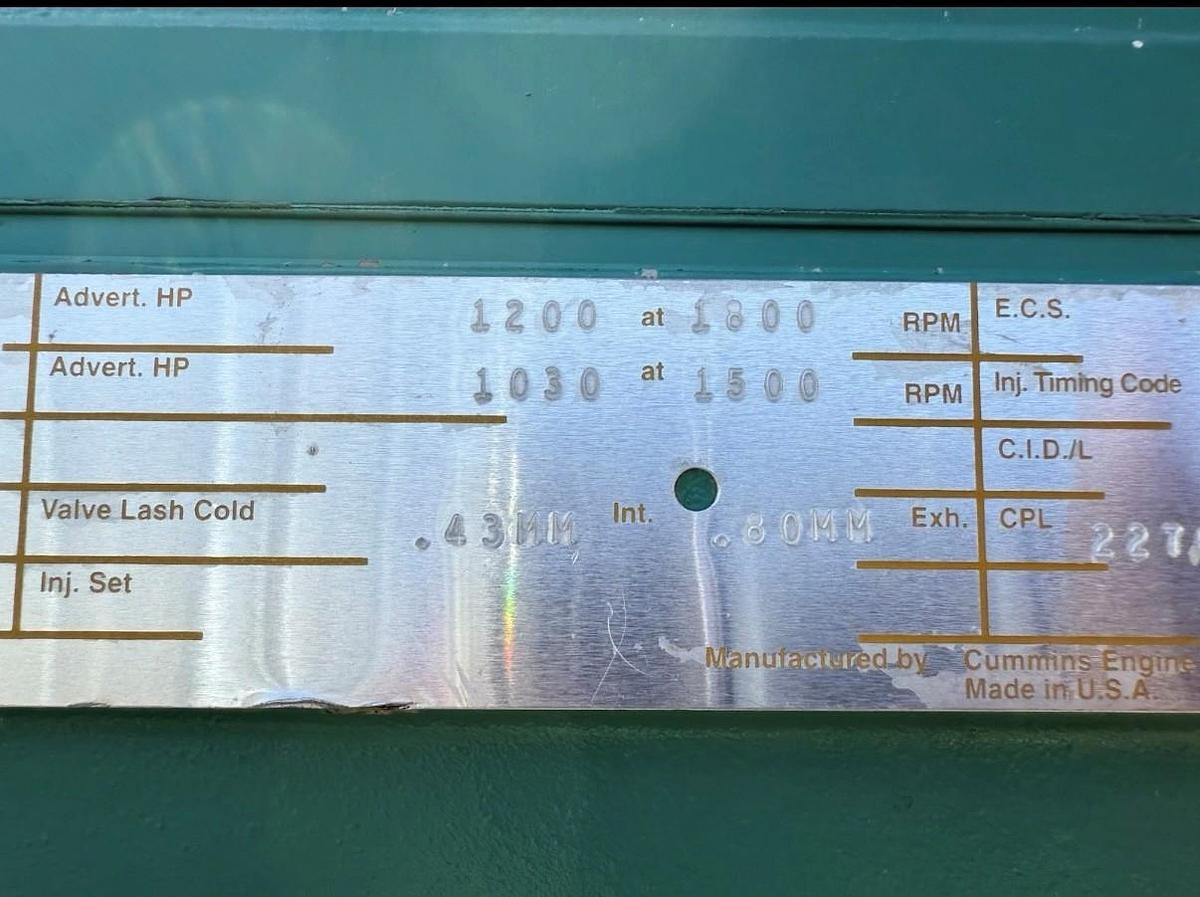 Advert. HP 1200 at 1800 RPM E.C.S.
Advert. HP 1030 at 1500 RPM Inj. Timing Code
C.I.D./L
Valve Lash Cold .43MM Int. .80MM Exh. CPL
Inj. Set
Manufactured by Cummins Engine
Made in U.S.A.